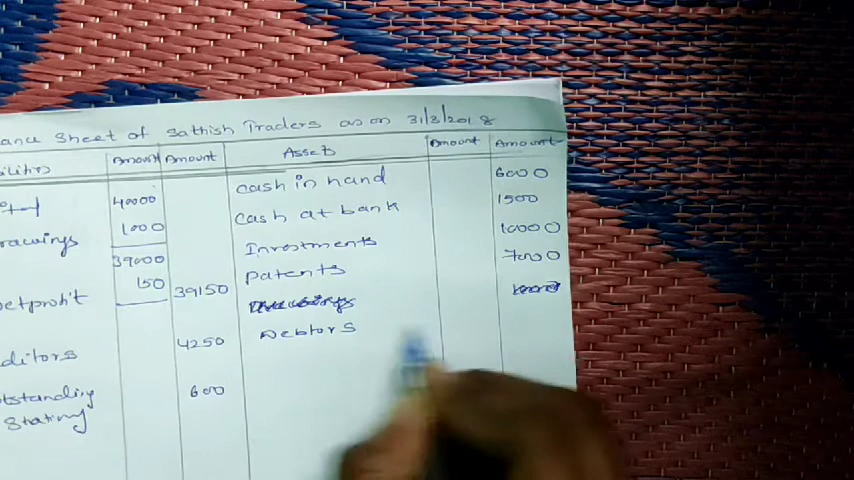 ance Sheet of Sathish Traders as on 31/3/2018
ilities Amount Amount Assets Amount Amount
40000 Cash in hand 6000
rawings 1000 Cash at bank 1500
39000 Investments 10000
etprofit 150 39150 Patents 7000
ditors 4250 Debtors
tstanding 600
Stationy